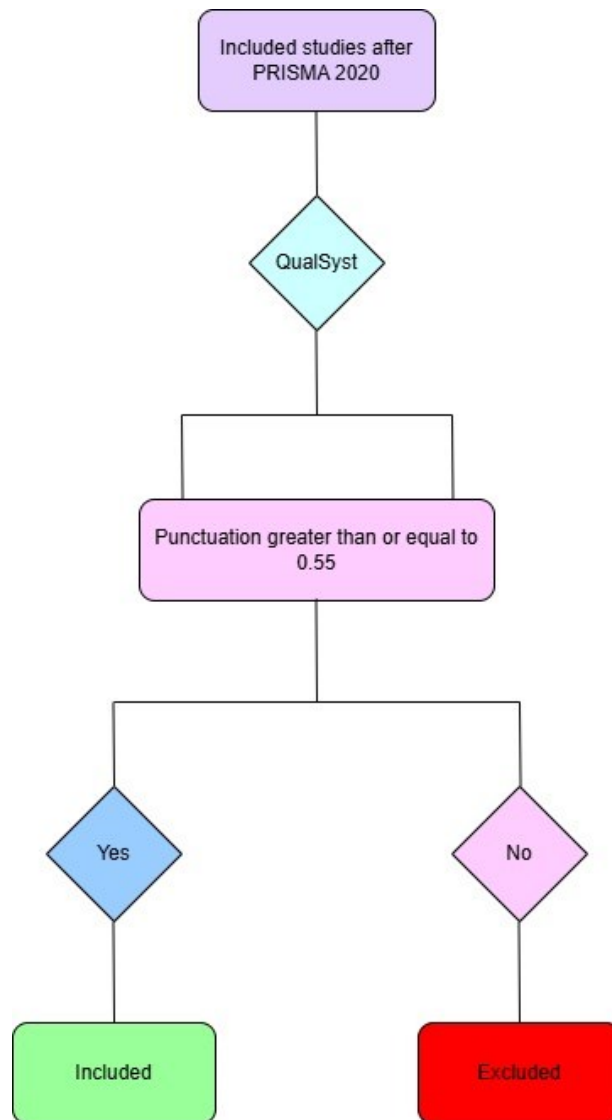 Included studies after
PRISMA 2020
QualSyst
Punctuation greater than or equal to
0.55
Yes
No
Included
Excluded